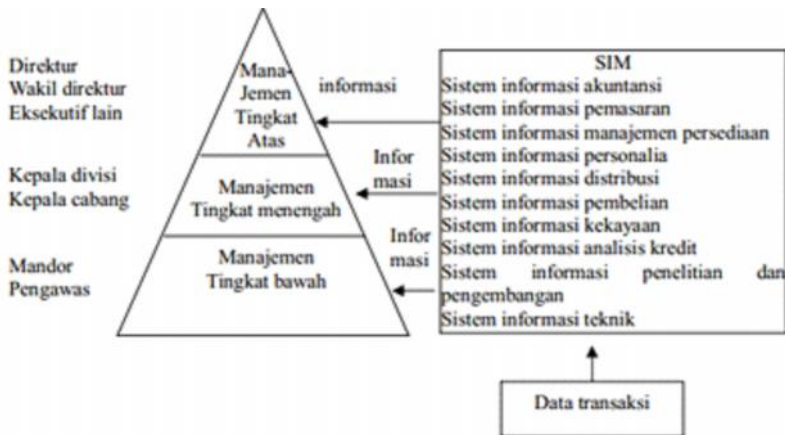 Direktur
Wakil direktur
Eksekutif lain
Kepala divisi
Kepala cabang
Mandor
Pengawas
Mana-
Jemen
Tingkat
Atas
Manajemen
Tingkat menengah
Manajemen
Tingkat bawah
informasi
Infor
masi
Infor
masi
SIM
Sistem informasi akuntansi
Sistem informasi pemasaran
Sistem informasi manajemen persediaan
Sistem informasi personalia
Sistem informasi distribusi
Sistem informasi pembelian
Sistem informasi kekayaan
Sistem informasi analisis kredit
Sistem informasi penelitian dan
pengembangan
Sistem informasi teknik
Data transaksi